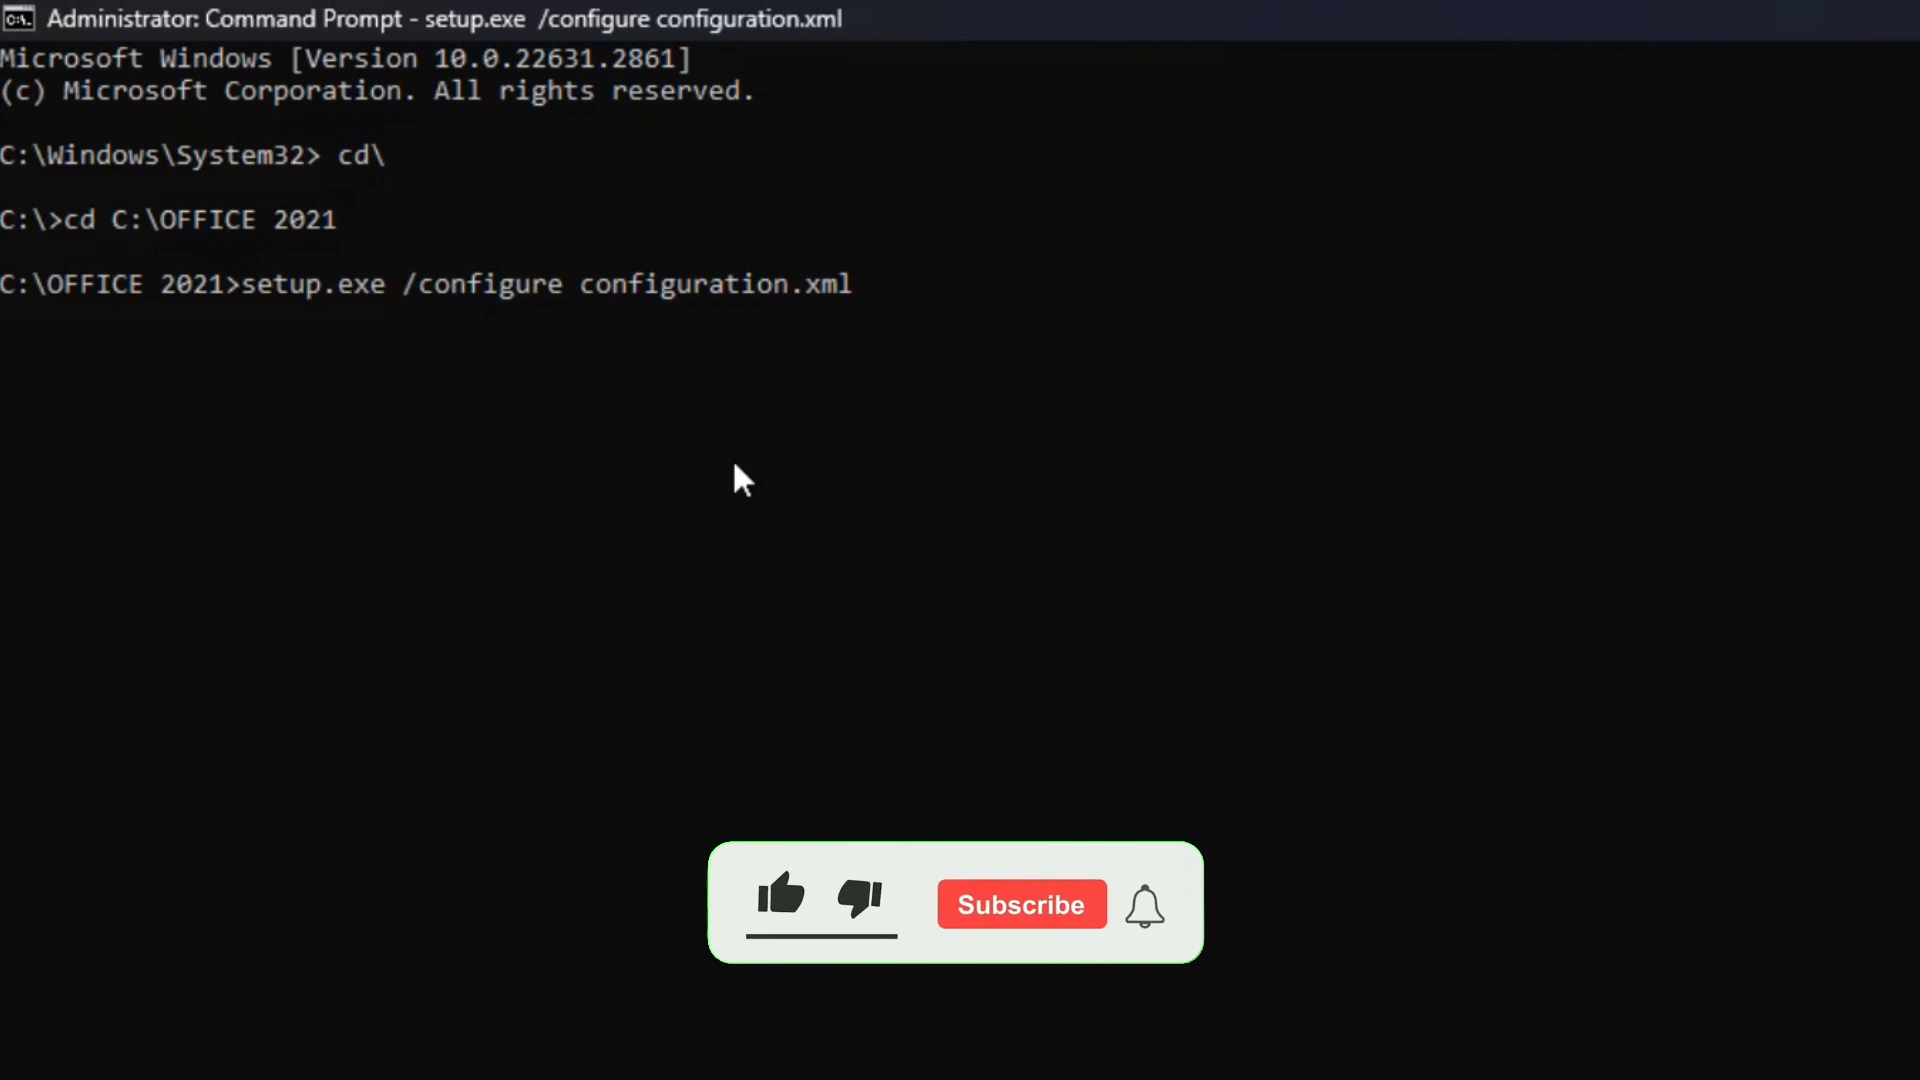 Administrator: Command Prompt - setup.exe  /configure configuration.xml
Microsoft Windows [Version 10.0.22631.2861]
(c) Microsoft Corporation. All rights reserved.
C:\Windows\System32> cd\
C:\>cd C:\OFFICE 2021
C:\OFFICE 2021>setup.exe /configure configuration.xml
Subscribe